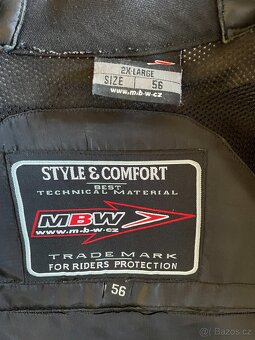 2X-LARGE
SIZE 56
www.m-b-w.cz
STYLE & COMFORT
BEST
TECHNICAL MATERIAL
MBW
www.m-b-w-cz
TRADE MARK
FOR RIDERS PROTECTION
56
Sbazoš.cz